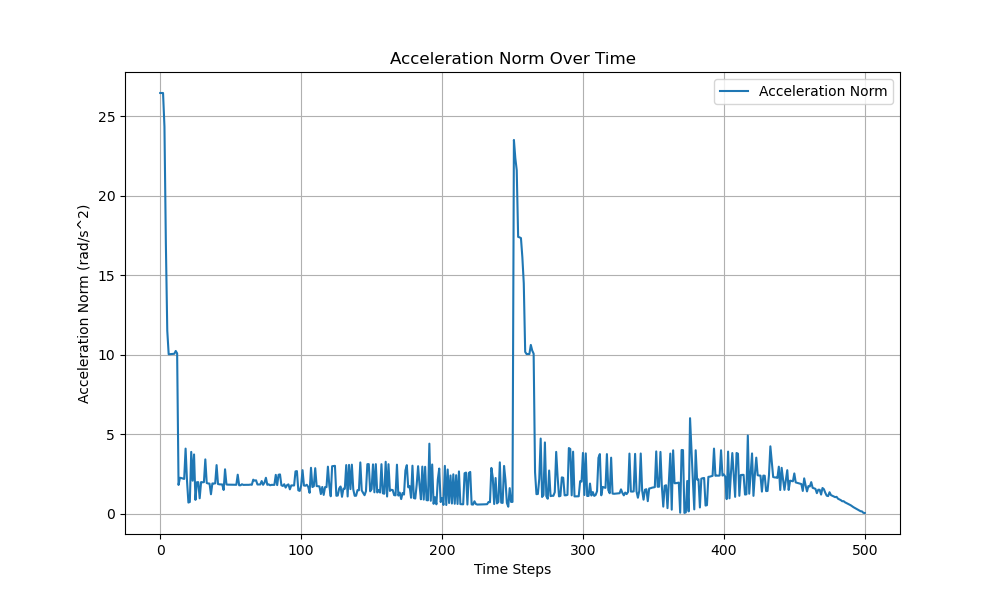 Acceleration Norm Over Time
Acceleration Norm
Acceleration Norm (rad/s^2)
25
20
15
10
5
0
0 100 200 300 400 500
Time Steps